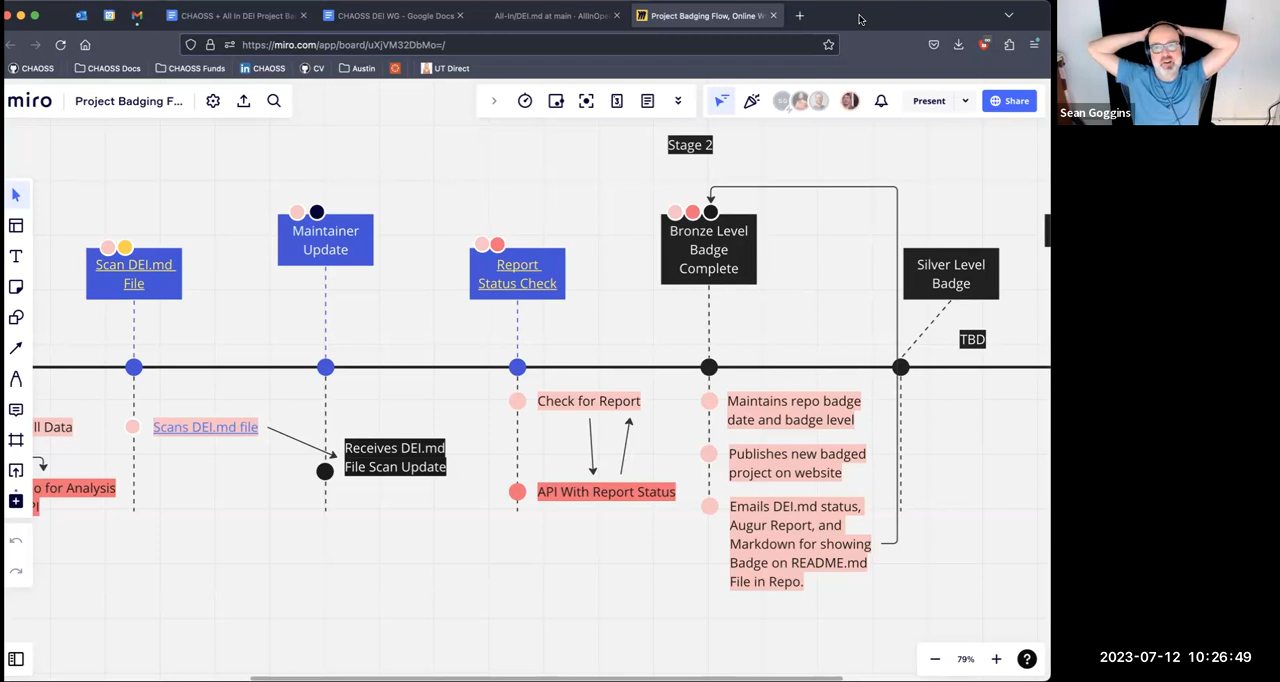 CHAOSS + All In DEI Project Ba
CHAOSS DEI WG - Google Docs
All-In/DEI.md at main · AllInOpe
Project Badging Flow, Online W
https://miro.com/app/board/uXjVM32DbMo=/
CHAOSS
CHAOSS Docs
CHAOSS Funds
CHAOSS
CV
Austin
UT Direct
miro
Project Badging F...
Present
Share
Sean Goggins
Stage 2
Scan DEI.md
File
Maintainer
Update
Report
Status Check
Bronze Level
Badge
Complete
Silver Level
Badge
TBD
ll Data
o for Analysis
PI
Scans DEI.md file
Receives DEI.md
File Scan Update
Check for Report
API With Report Status
Maintains repo badge
date and badge level
Publishes new badged
project on website
Emails DEI.md status,
Augur Report, and
Markdown for showing
Badge on README.md
File in Repo.
79%
2023-07-12 10:26:49